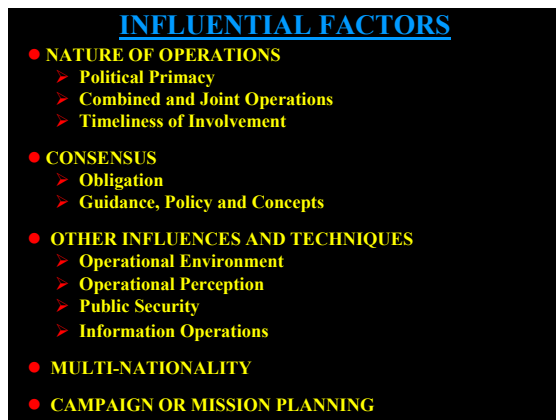 INFLUENTIAL FACTORS
NATURE OF OPERATIONS
Political Primacy
Combined and Joint Operations
Timeliness of Involvement
CONSENSUS
Obligation
Guidance, Policy and Concepts
OTHER INFLUENCES AND TECHNIQUES
Operational Environment
Operational Perception
Public Security
Information Operations
MULTI-NATIONALITY
CAMPAIGN OR MISSION PLANNING